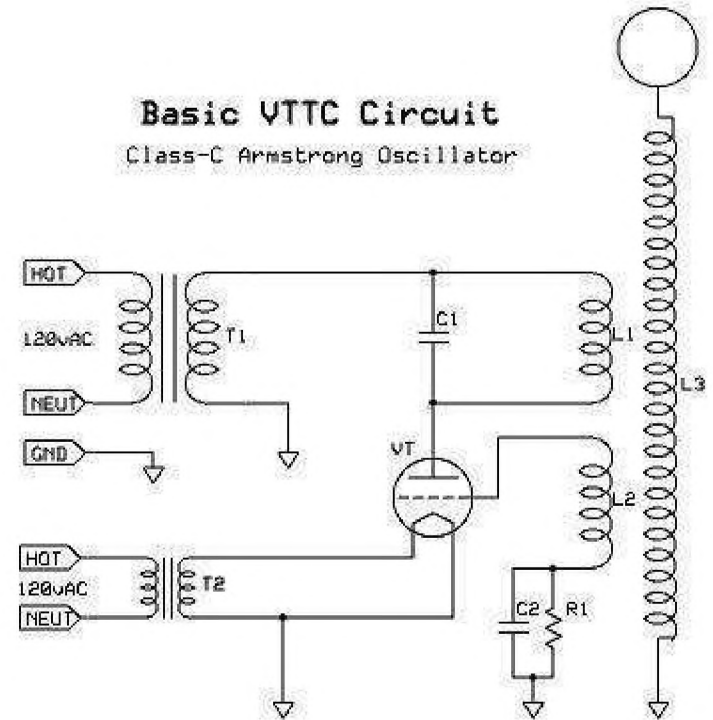 Basic VTTC Circuit
Class-C Armstrong Oscillator
HOT
120vAC
T1
C1
L1
L3
NEUT
GND
VT
L2
HOT
120vAC
T2
NEUT
C2
R1